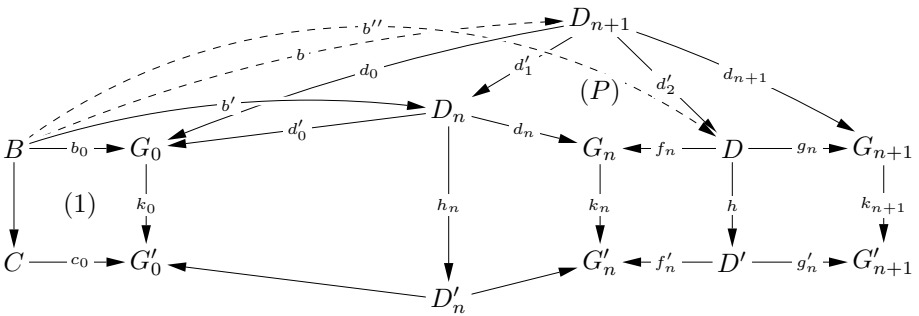 D_{n+1}
b''
b
d_0
d'_1
d'_2
d_{n+1}
(P)
b'
D_n
d'_0
d_n
B
b_0
G_0
G_n
f_n
D
g_n
G_{n+1}
(1)
k_0
h_n
k_n
h
k_{n+1}
C
c_0
G'_0
G'_n
f'_n
D'
g'_n
G'_{n+1}
D'_n